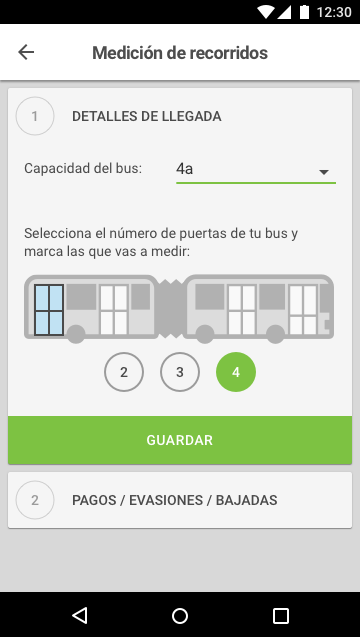 12:30
Medición de recorridos
1
DETALLES DE LLEGADA
Capacidad del bus:
4a
Selecciona el número de puertas de tu bus y
marca las que vas a medir:
2
3
4
GUARDAR
2
PAGOS / EVASIONES / BAJADAS